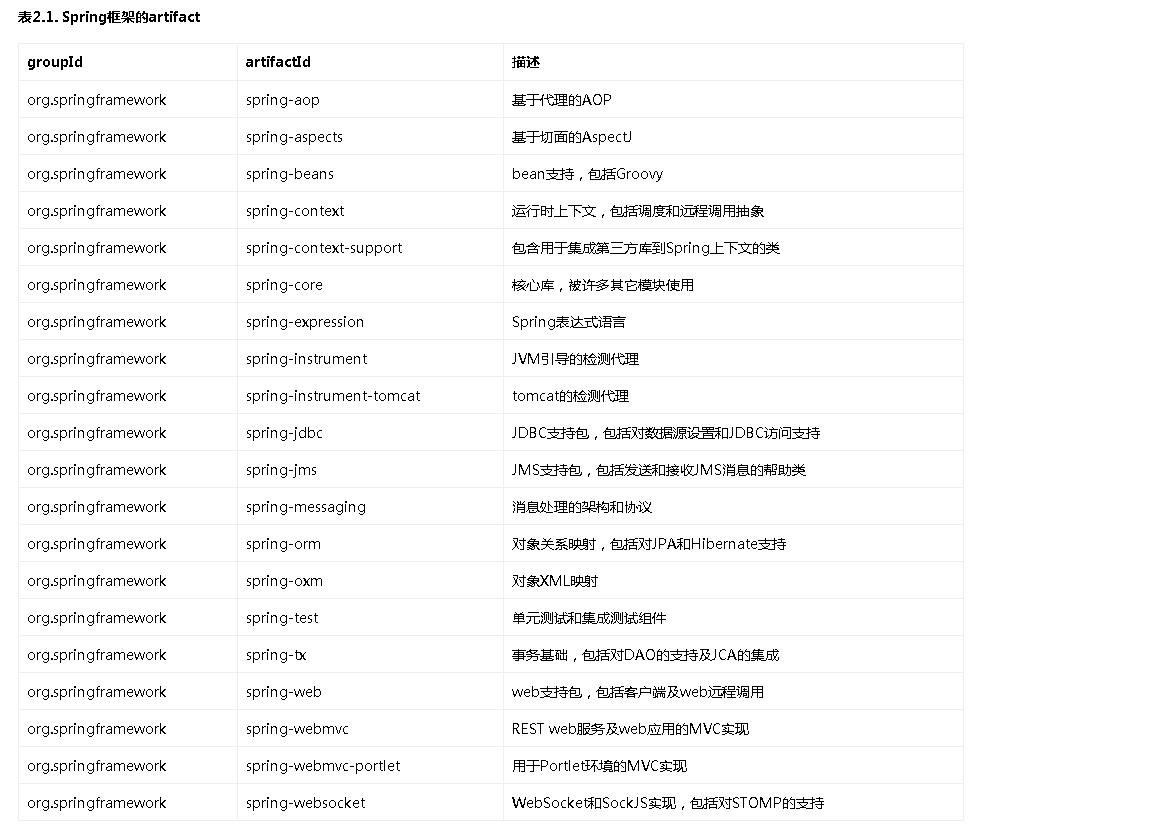 表2.1. Spring框架的artifact
groupId artifactId 描述
org.springframework spring-aop 基于代理的AOP
org.springframework spring-aspects 基于切面的AspectJ
org.springframework spring-beans bean支持，包括Groovy
org.springframework spring-context 运行时上下文，包括调度和远程调用抽象
org.springframework spring-context-support 包含用于集成第三方库到Spring上下文的类
org.springframework spring-core 核心库，被许多其它模块使用
org.springframework spring-expression Spring表达式语言
org.springframework spring-instrument JVM引导的检测代理
org.springframework spring-instrument-tomcat tomcat的检测代理
org.springframework spring-jdbc JDBC支持包，包括对数据源设置和JDBC访问支持
org.springframework spring-jms JMS支持包，包括发送和接收JMS消息的帮助类
org.springframework spring-messaging 消息处理的架构和协议
org.springframework spring-orm 对象关系映射，包括对JPA和Hibernate支持
org.springframework spring-oxm 对象XML映射
org.springframework spring-test 单元测试和集成测试组件
org.springframework spring-tx 事务基础，包括对DAO的支持及JCA的集成
org.springframework spring-web web支持包，包括客户端及web远程调用
org.springframework spring-webmvc REST web服务及web应用的MVC实现
org.springframework spring-webmvc-portlet 用于Portlet环境的MVC实现
org.springframework spring-websocket WebSocket和SockJS实现，包括对STOMP的支持